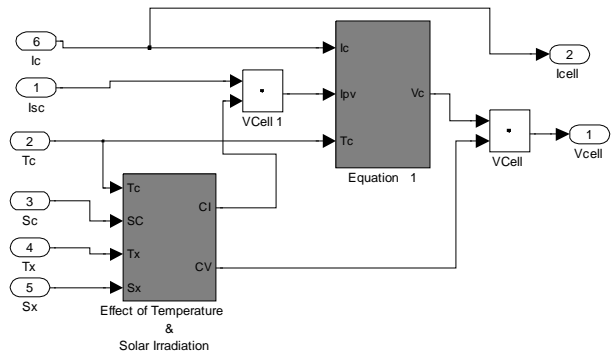 6
Ic
1
Isc
2
Tc
3
Sc
4
Tx
5
Sx
VCell 1
Ic
Ipv
Tc
Vc
Equation 1
Tc
SC
Tx
Sx
CI
CV
Effect of Temperature
&
Solar Irradiation
VCell
2
Icell
1
Vcell